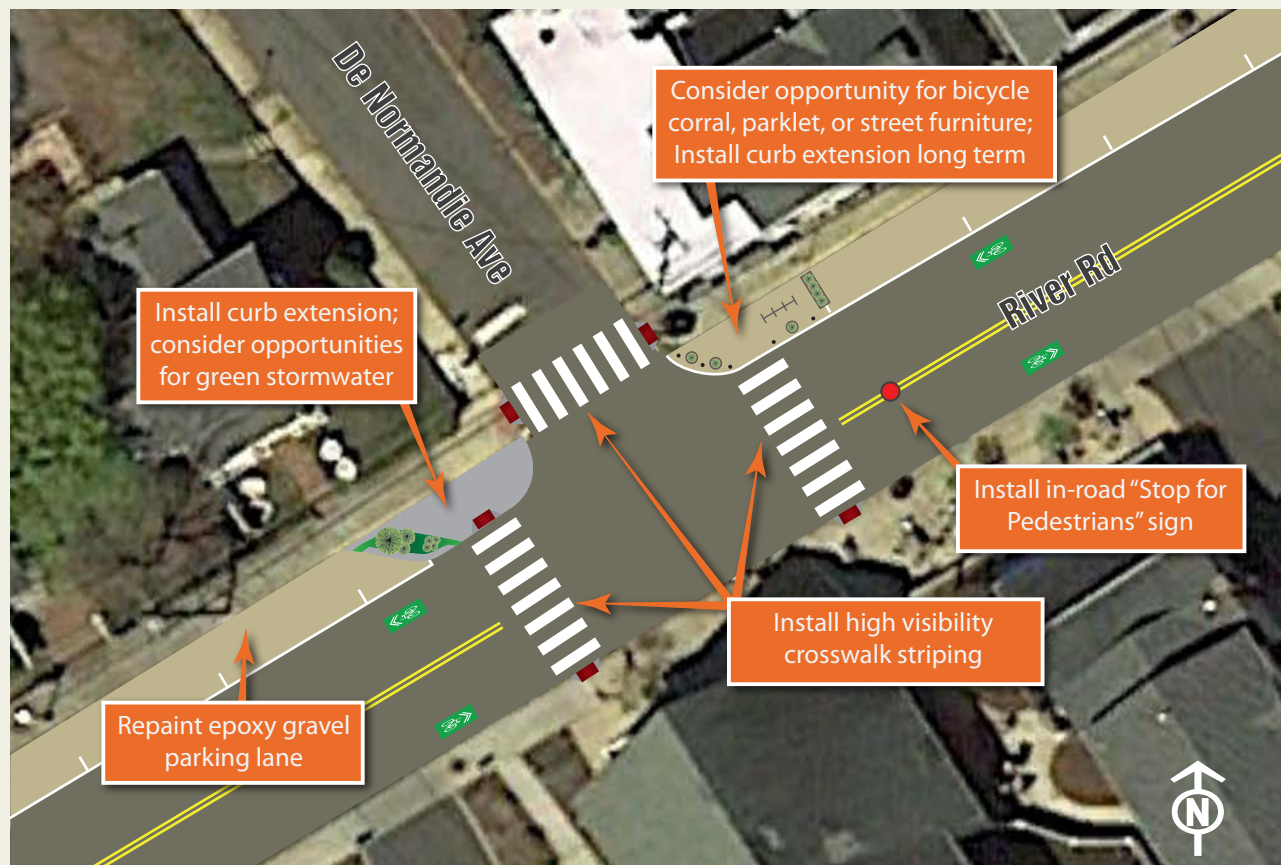 De Normandie Ave
Consider opportunity for bicycle
corral, parklet, or street furniture;
Install curb extension long term
River Rd
Install curb extension;
consider opportunities
for green stormwater
Install in-road “Stop for
Pedestrians” sign
Install high visibility
crosswalk striping
Repaint epoxy gravel
parking lane
N